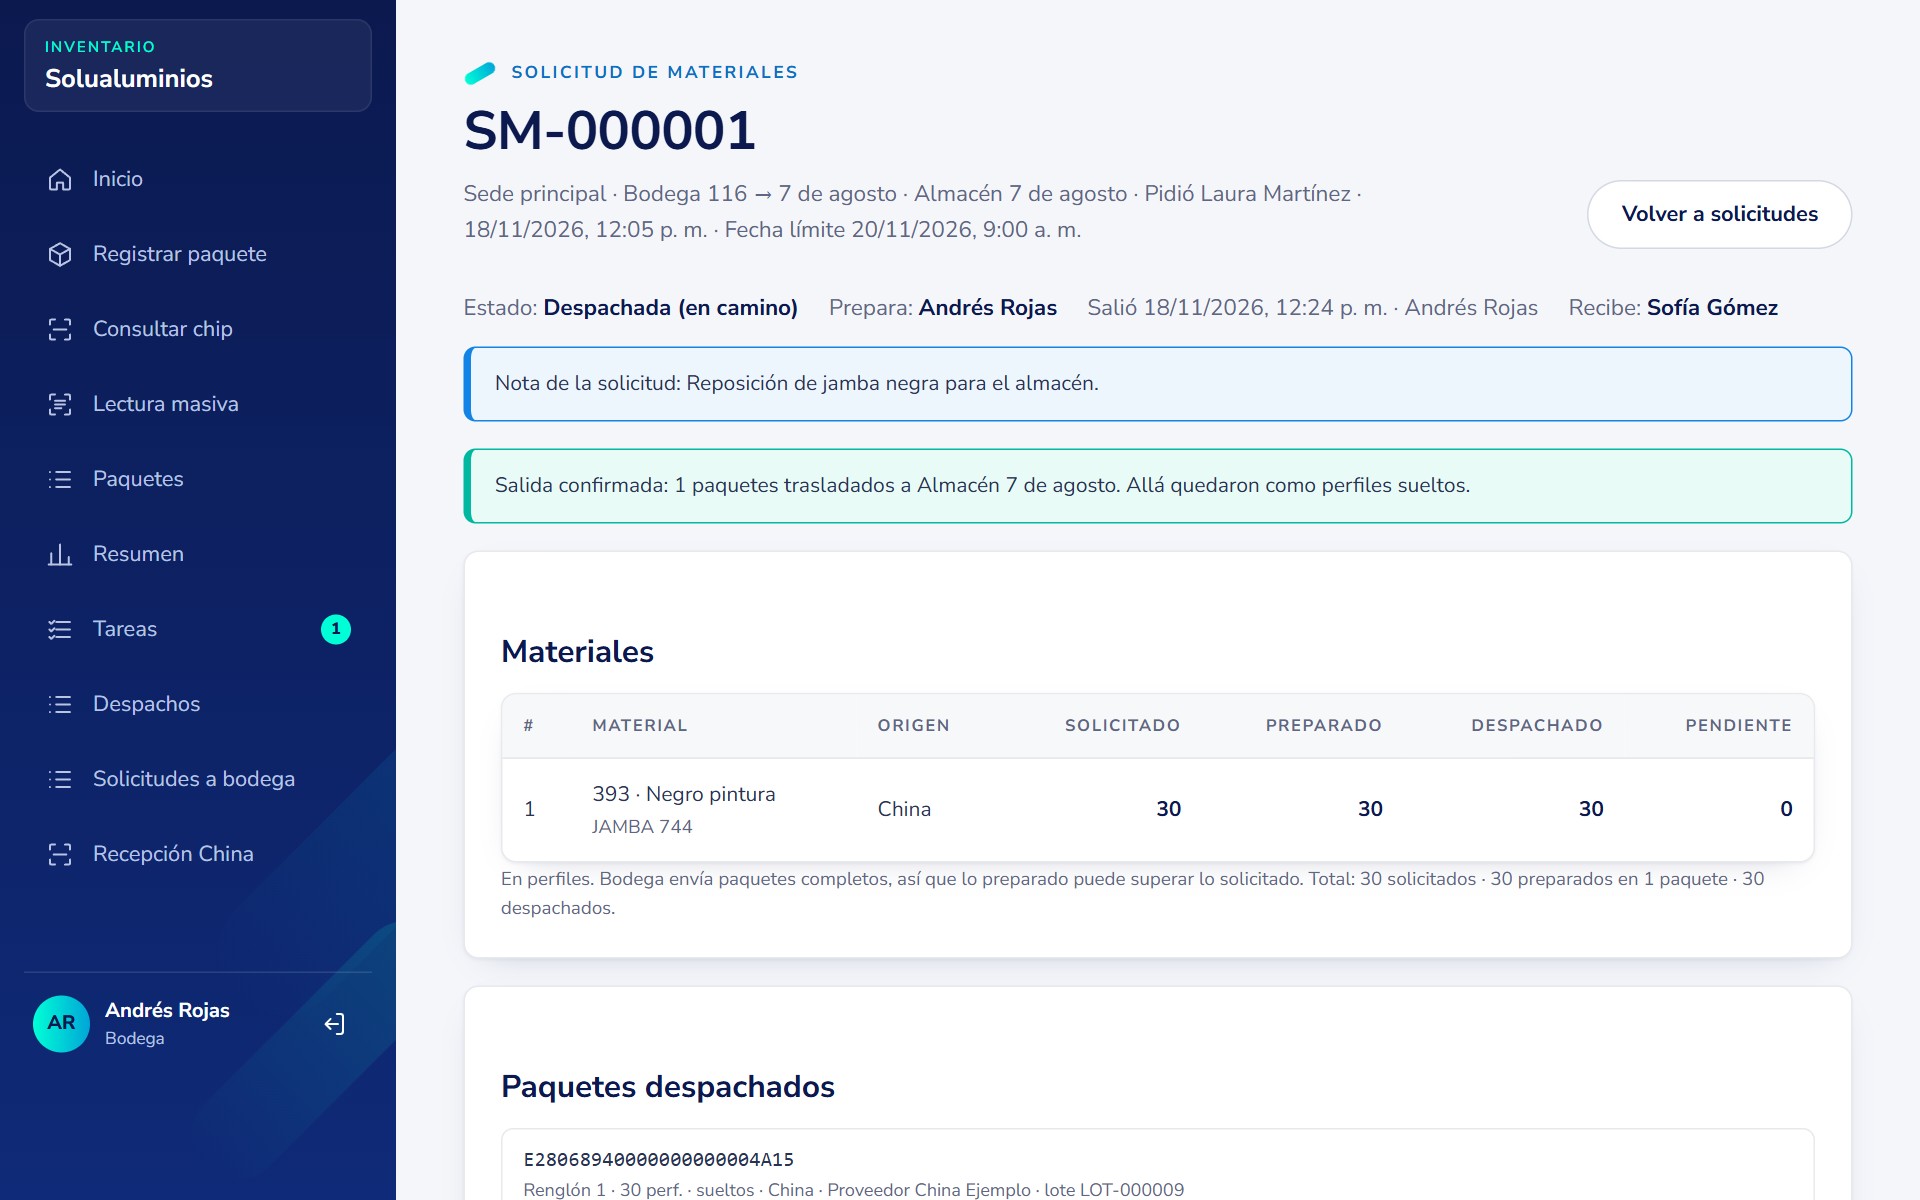 INVENTARIO
Solualuminios
Inicio
Registrar paquete
Consultar chip
Lectura masiva
Paquetes
Resumen
Tareas
1
Despachos
Solicitudes a bodega
Recepción China
AR
Andrés Rojas
Bodega
SOLICITUD DE MATERIALES
SM-000001
Sede principal · Bodega 116 → 7 de agosto · Almacén 7 de agosto · Pidió Laura Martínez ·
18/11/2026, 12:05 p. m. · Fecha límite 20/11/2026, 9:00 a. m.
Volver a solicitudes
Estado: Despachada (en camino) Prepara: Andrés Rojas Salió 18/11/2026, 12:24 p. m. · Andrés Rojas Recibe: Sofía Gómez
Nota de la solicitud: Reposición de jamba negra para el almacén.
Salida confirmada: 1 paquetes trasladados a Almacén 7 de agosto. Allá quedaron como perfiles sueltos.
Materiales
# MATERIAL ORIGEN SOLICITADO PREPARADO DESPACHADO PENDIENTE
1 393 · Negro pintura China 30 30 30 0
JAMBA 744
En perfiles. Bodega envía paquetes completos, así que lo preparado puede superar lo solicitado. Total: 30 solicitados · 30 preparados en 1 paquete · 30
despachados.
Paquetes despachados
E28068940000000000004A15
Renglón 1 · 30 perf. · sueltos · China · Proveedor China Ejemplo · lote LOT-000009